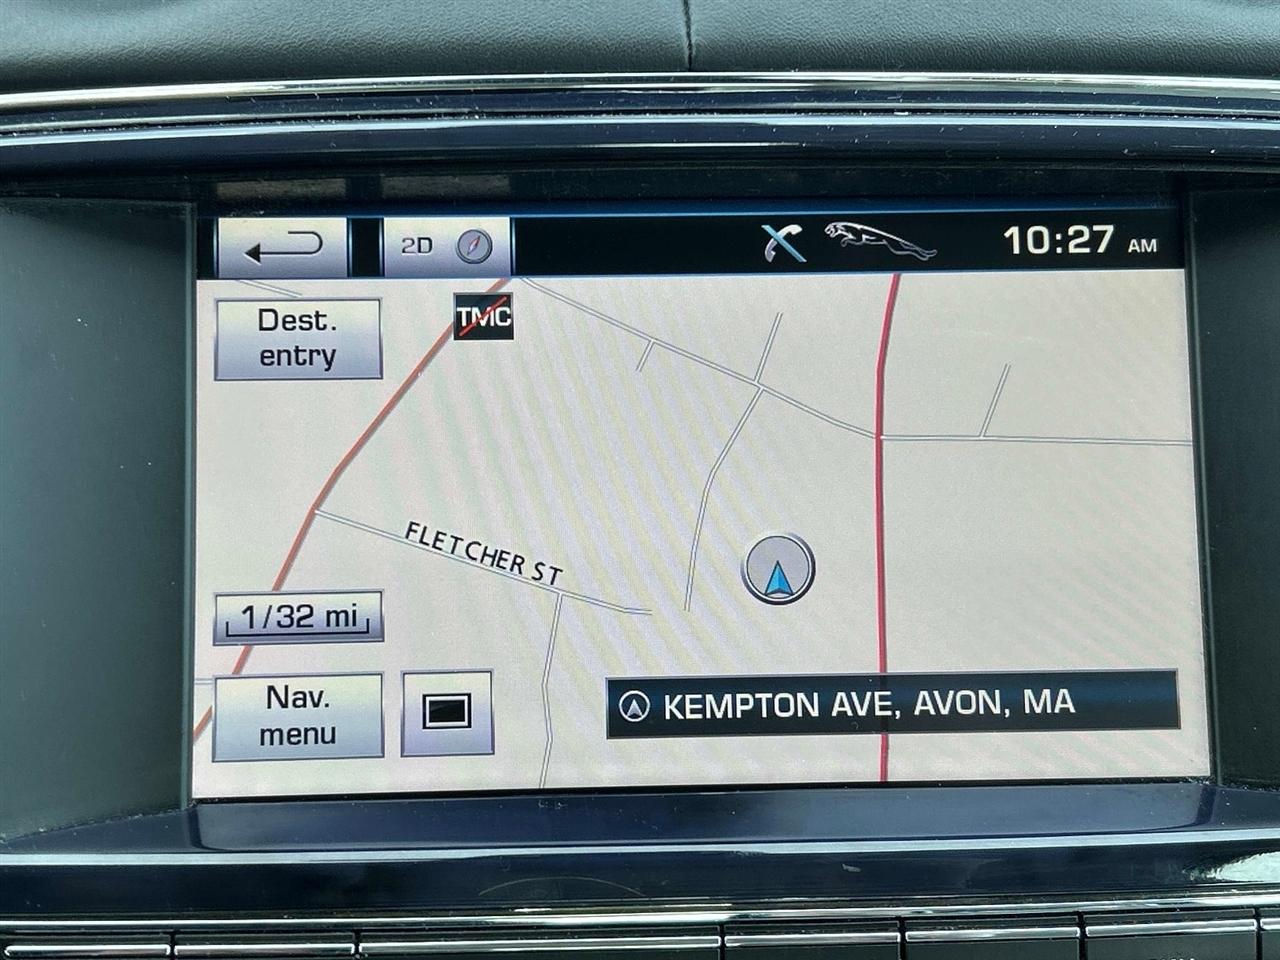 2D
10:27 AM
Dest.
entry
TMC
FLETCHER ST
1/32 mi
Nav.
menu
KEMPTON AVE, AVON, MA